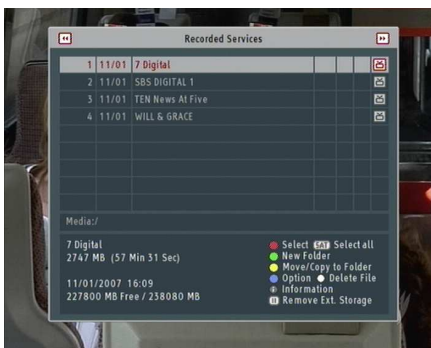 Recorded Services
1 11/01 7 Digital
2 11/01 SBS DIGITAL 1
3 11/01 TEN News At Five
4 11/01 WILL & GRACE
Media:/
7 Digital
2747 MB (57 Min 31 Sec)
11/01/2007 16:09
227800 MB Free / 238080 MB
Select SAT Select all
New Folder
Move/Copy to Folder
Option Delete File
Information
Remove Ext. Storage